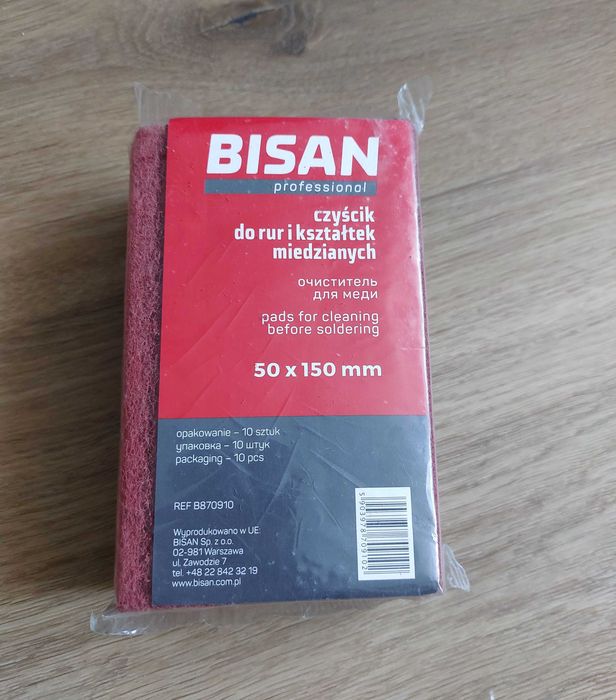 BISAN
professional
czyścik
do rur i kształtek
miedzianych
очиститель
для меди
pads for cleaning
before soldering
50 x 150 mm
opakowanie – 10 sztuk
упаковка – 10 штук
packaging – 10 pcs
REF B870910
Wyprodukowano w UE:
BISAN Sp. z o.o.
02-981 Warszawa
ul. Zawodzie 7
tel. +48 22 842 32 19
www.bisan.com.pl
5903978709102